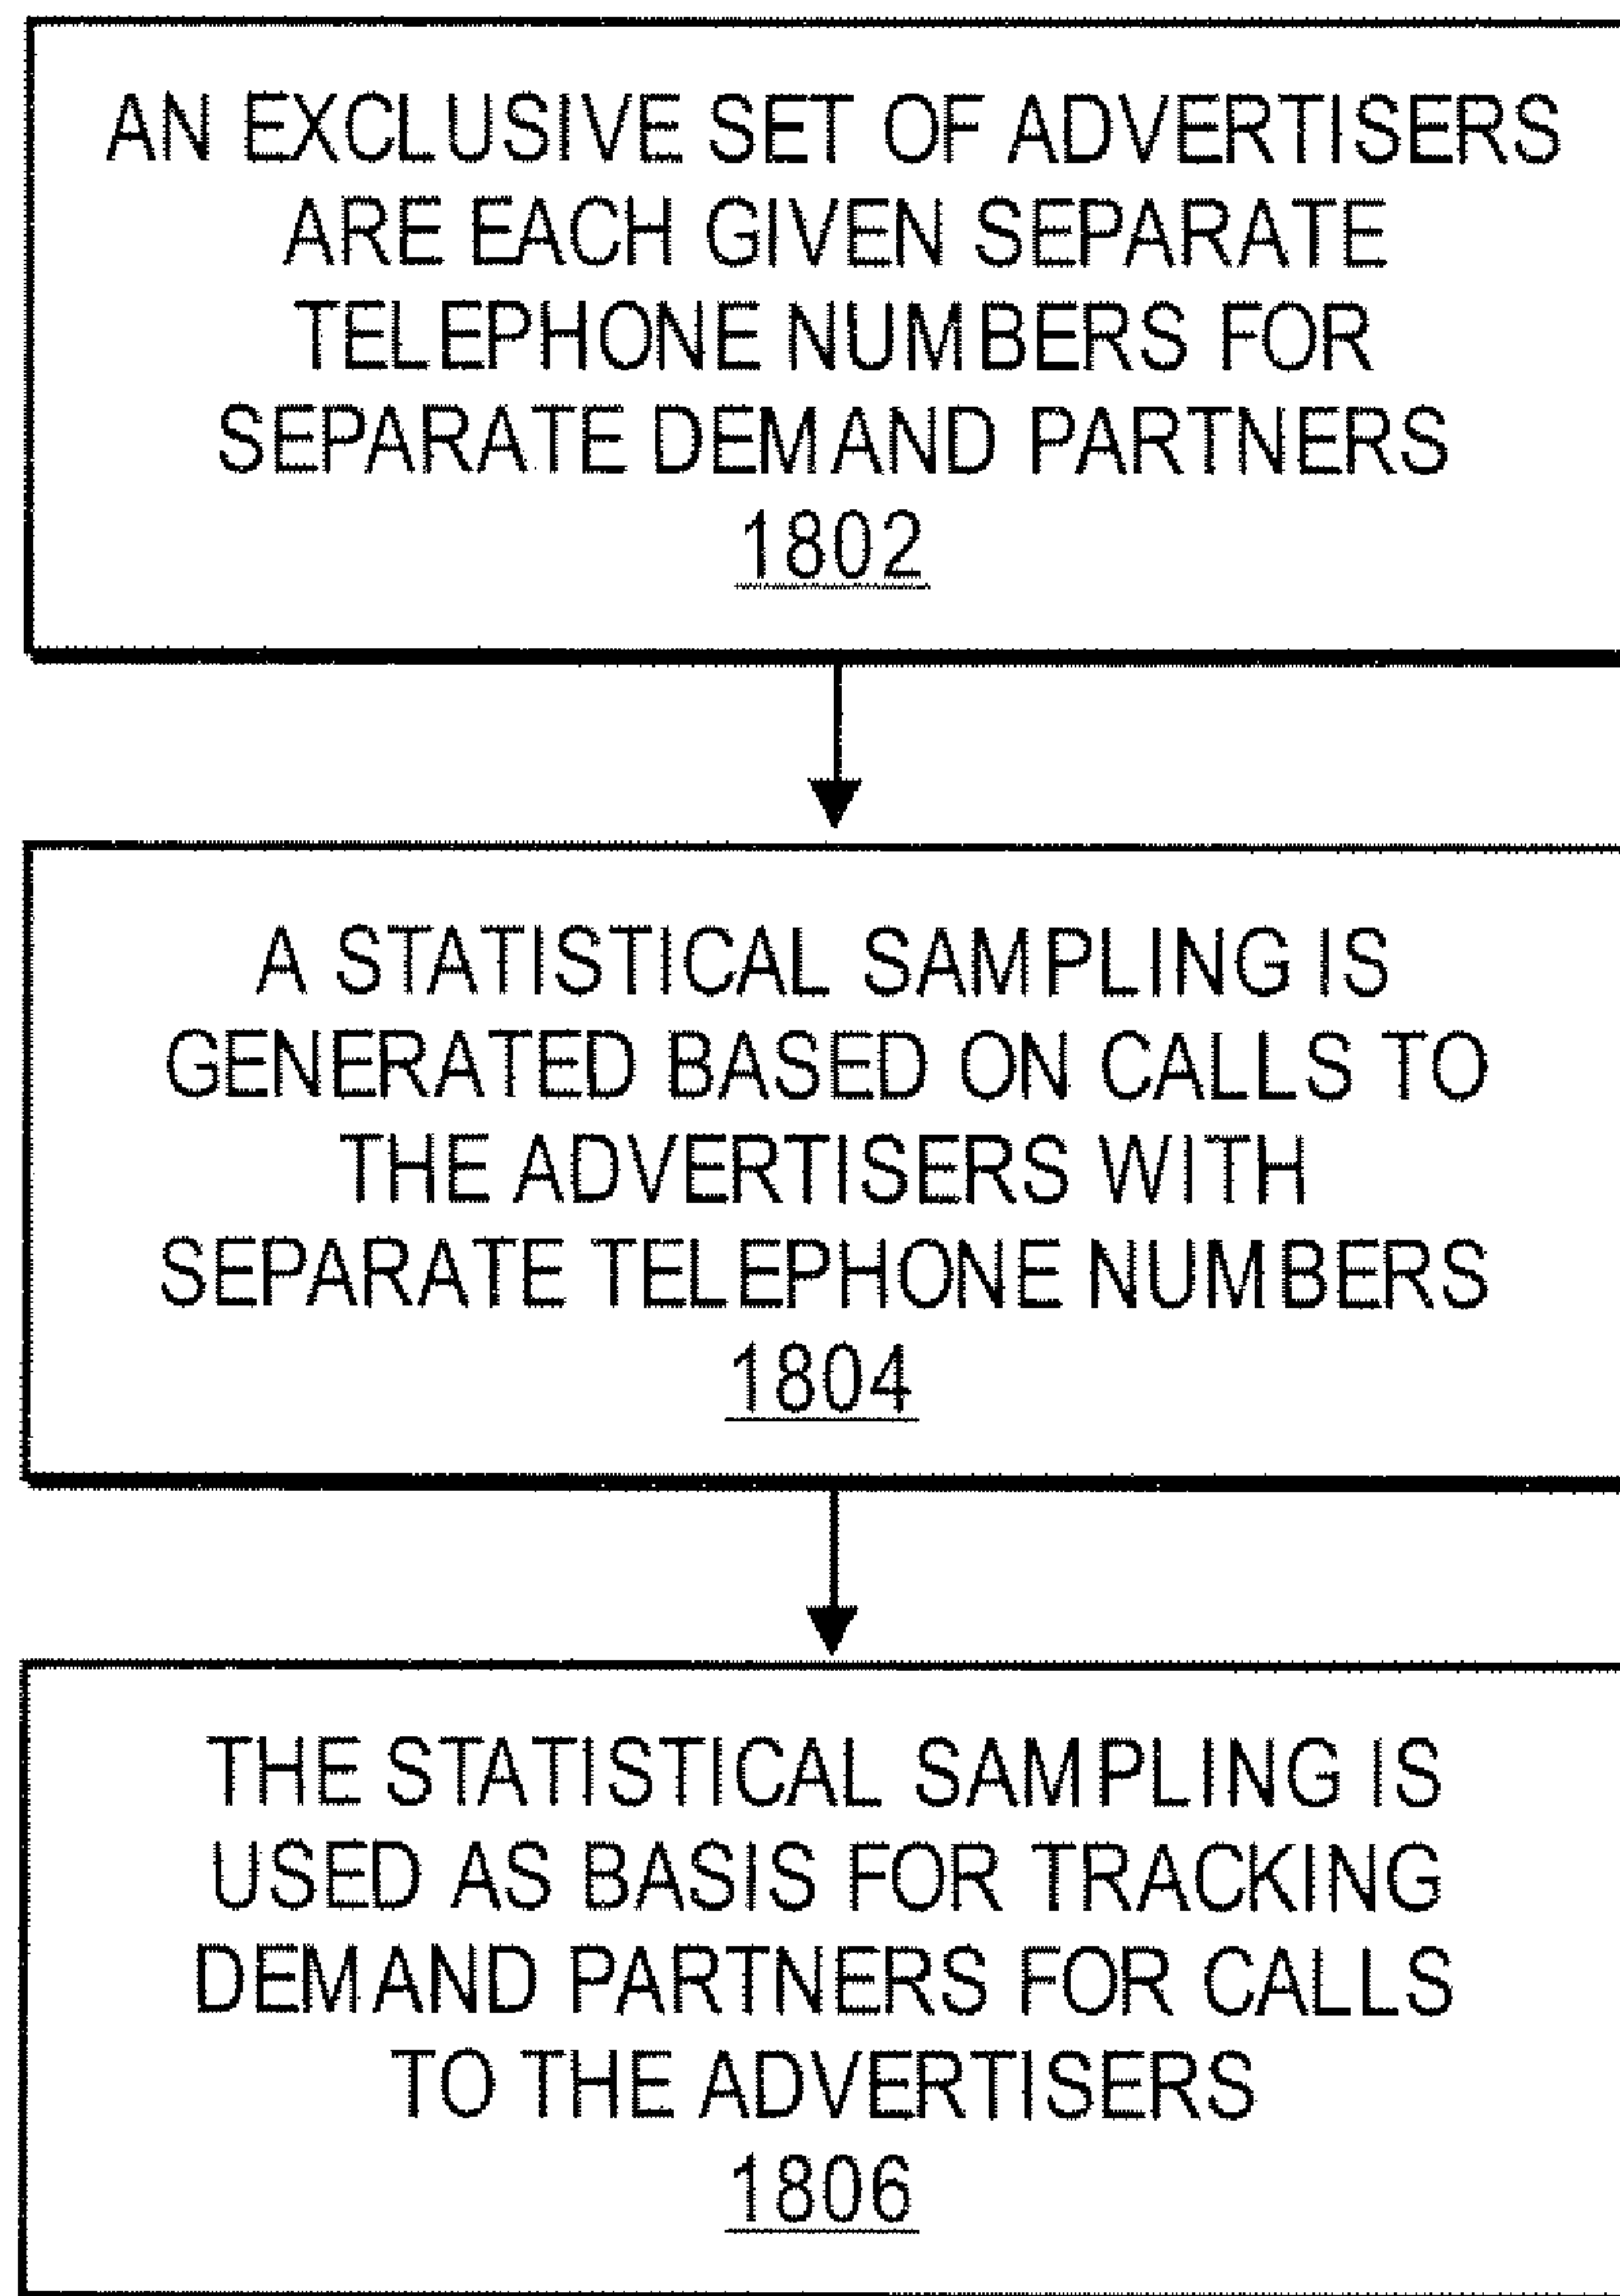 AN EXCLUSIVE SET OF ADVERTISERS
ARE EACH GIVEN SEPARATE
TELEPHONE NUMBERS FOR
SEPARATE DEMAND PARTNERS
1802
A STATISTICAL SAMPLING IS
GENERATED BASED ON CALLS TO
THE ADVERTISERS WITH
SEPARATE TELEPHONE NUMBERS
1804
THE STATISTICAL SAMPLING IS
USED AS BASIS FOR TRACKING
DEMAND PARTNERS FOR CALLS
TO THE ADVERTISERS
1806